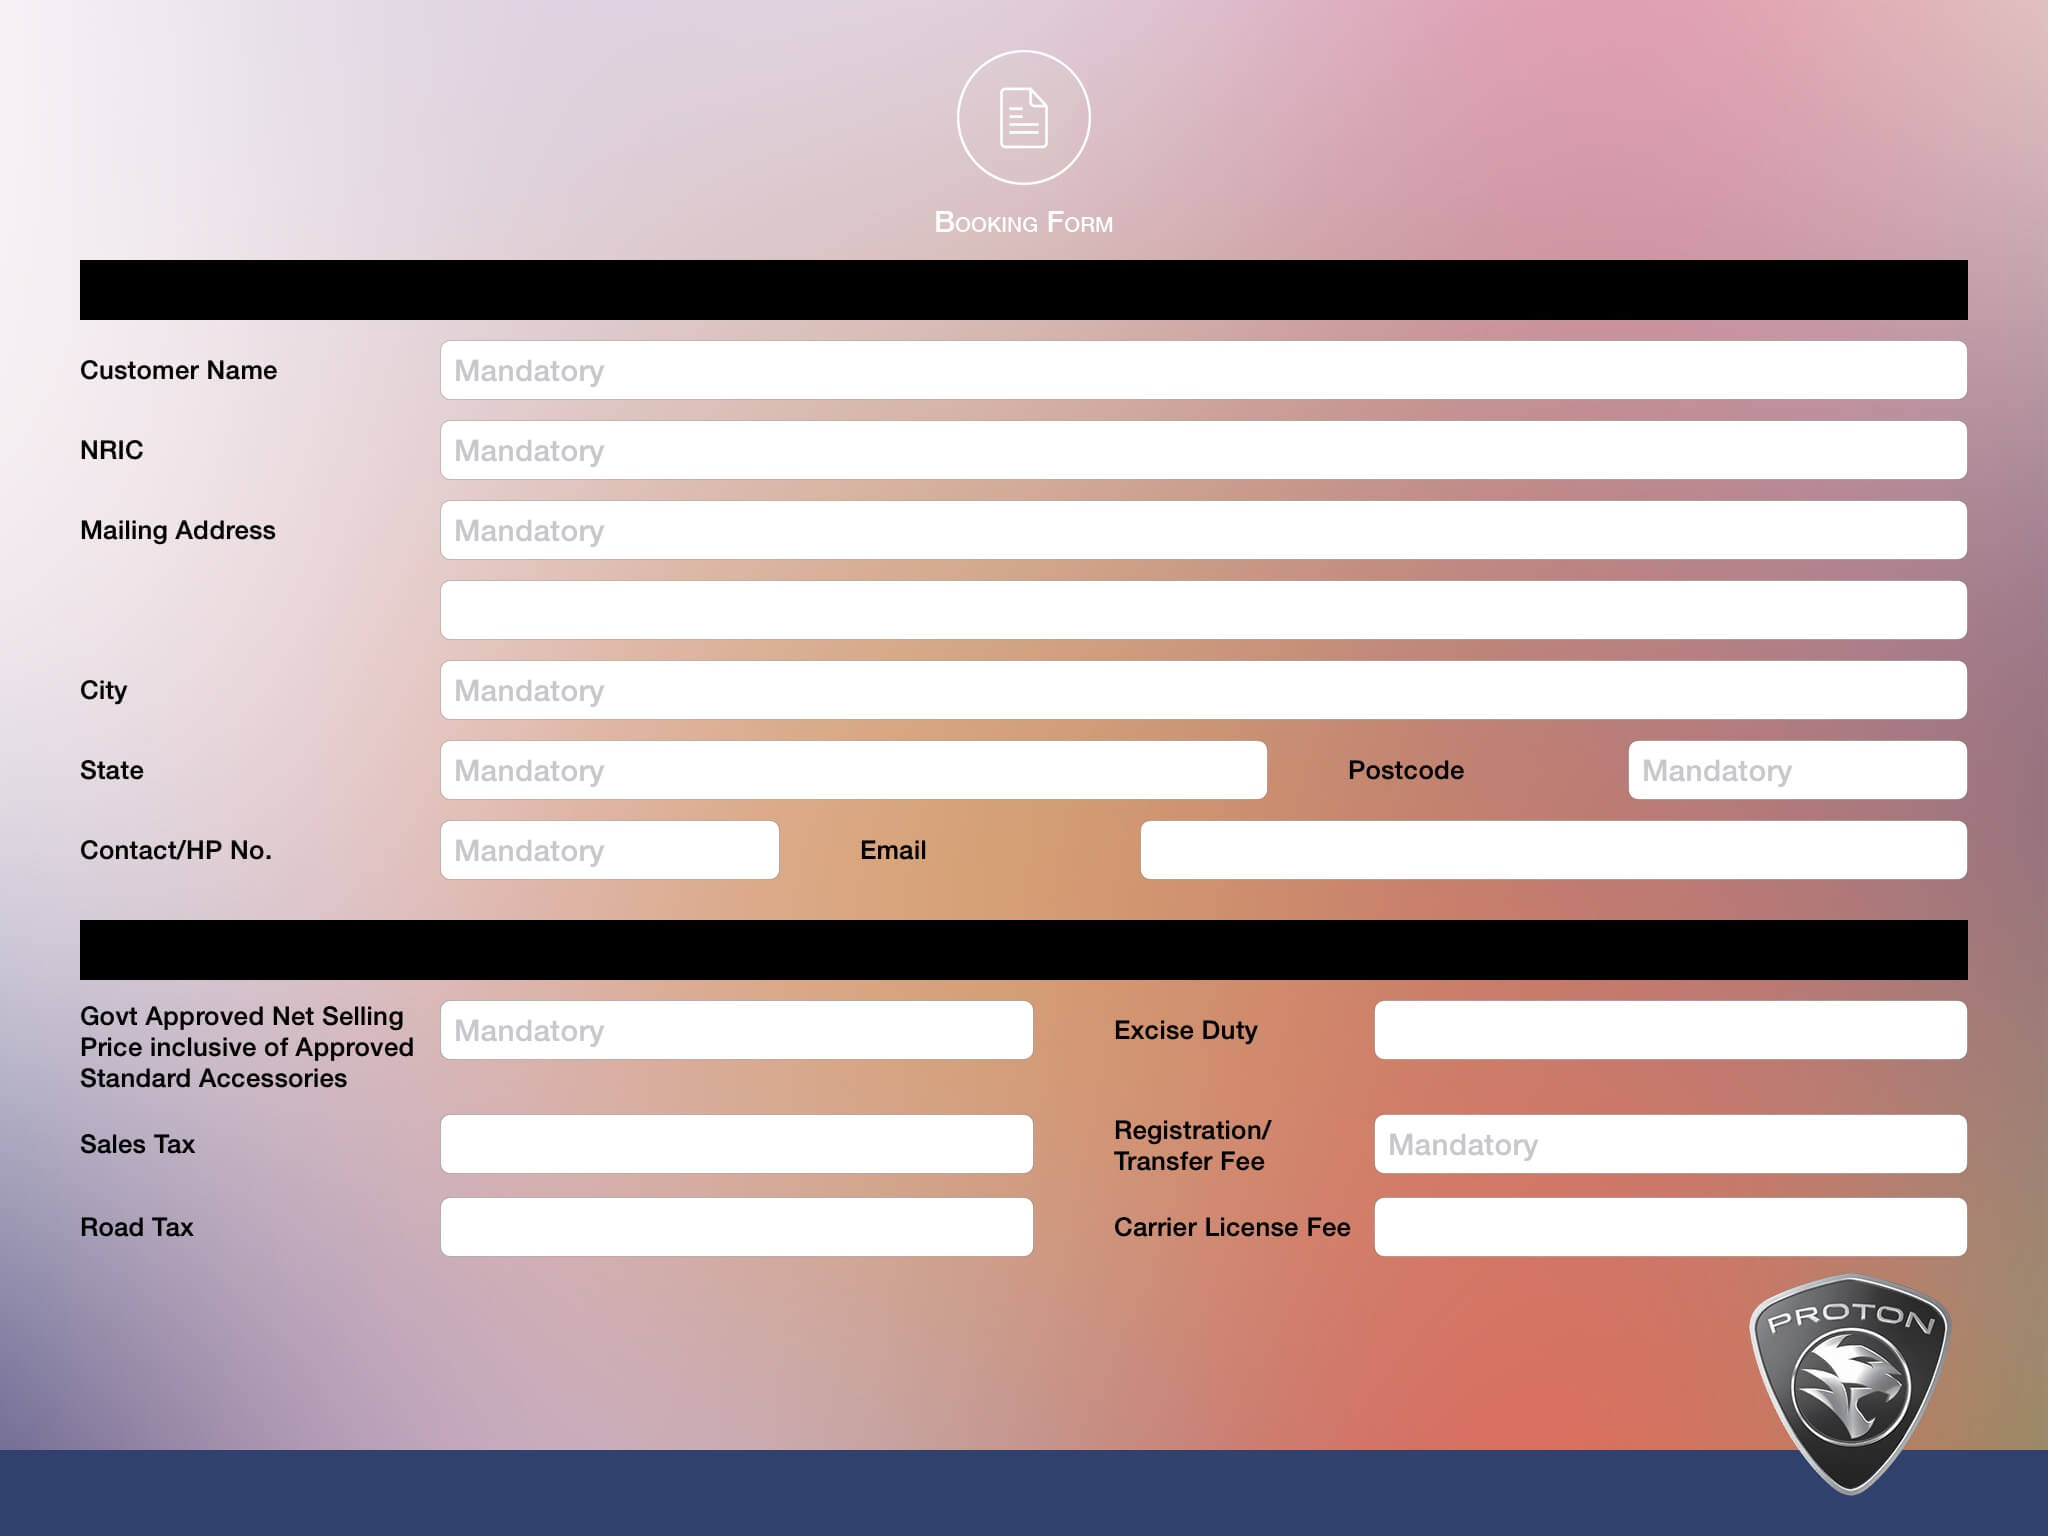 Booking Form
Customer Name Mandatory
NRIC Mandatory
Mailing Address Mandatory
City Mandatory
State Mandatory Postcode Mandatory
Contact/HP No. Mandatory Email
Govt Approved Net Selling
Price inclusive of Approved
Standard Accessories
Mandatory
Excise Duty
Sales Tax
Registration/
Transfer Fee
Mandatory
Road Tax
Carrier License Fee
PROTON